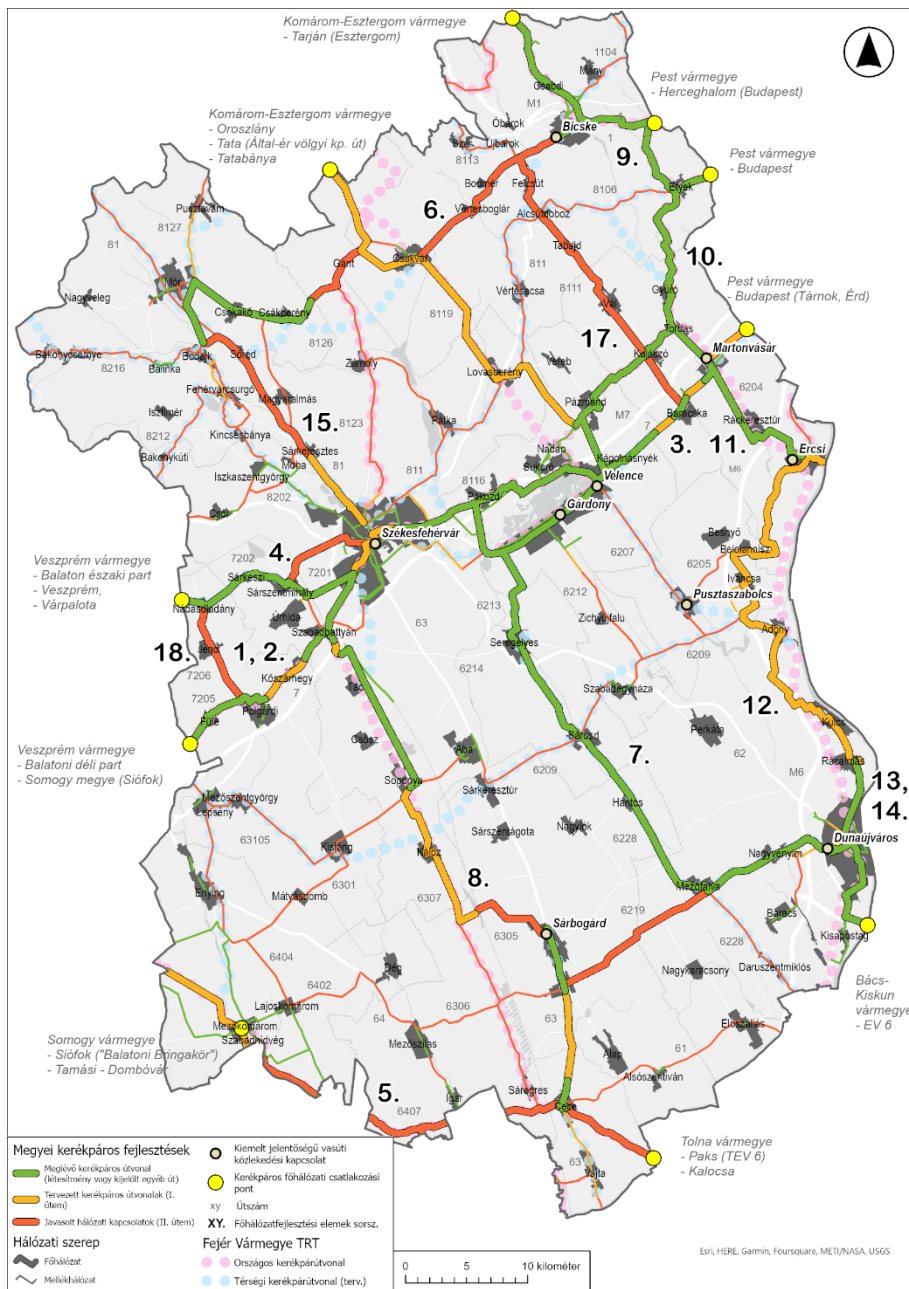 Komárom-Esztergom vármegye
- Tarján (Esztergom)
1104
Mány
Csabdi
M1
Pest vármegye
- Herceghalom (Budapest)
Komárom-Esztergom vármegye
- Oroszlány
- Tata (Által-ér völgyi kp. út)
- Tatabánya
Óbarok
Bicske
Szár
Újbarok
1
9.
8113
Pest vármegye
- Budapest
Etyek
Bodmér
Felcsút
8106
6.
Vértesboglár
Alcsútdoboz
Pusztavám
8127
81
Tabajd
10.
Csákvár
Gánt
811
Mór
Vértesacsa
8111
Gyúró
Pest vármegye
- Budapest (Tárnok, Érd)
Nagyveleg
Vál
Csókakő
Csákberény
8119
17.
Tordas
8126
Bakonycsernye
Bodajk
Söréd
Kajászó
Martonvásár
8216
Balinka
Zámoly
Lovasberény
Vereb
Fehérvárcsurgó
6204
Magyaralmás
Pázmánd
M7
Baracska
Ráckeresztúr
Isztimér
15.
8123
Pátka
7
3.
11.
8212
Kincsesbánya
Nadap
Kápolnásnyék
M6
Ercsi
Bakonykúti
Sárkeresztes
Moha
81
811
Sukoró
Iszkaszentgyörgy
8116
Velence
8202
Pákozd
Csór
Gárdony
Besnyő
Székesfehérvár
Beloiannisz
Veszprém vármegye
- Balaton északi part
- Veszprém,
- Várpalota
4.
7202
7201
6207
6205
Iváncsa
Sárkeszi
Sárszentmihály
6212
Pusztaszabolcs
Nádasdladány
6213
Úrhida
63
Zichyújfalu
Szabadbattyán
Seregélyes
Adony
18.
1, 2.
Jenő
6214
6209
7206
Kőszárhegy
7205
7
Polgárdi
Tác
Szabadegyháza
12.
Füle
Kulcs
Veszprém vármegye
- Balatoni déli part
- Somogy megye (Siófok)
Csősz
Aba
Sárosd
Perkáta
62
Rácalmás
Soponya
6209
7.
M6
13,
14.
Mezőszentgyörgy
Lepsény
Sárkeresztúr
Hantos
Sárszentágota
Nagylók
Dunaújváros
63105
Kisláng
Káloz
6228
Nagyvenyim
8.
Enying
6301
Mátyásdomb
6307
Mezőfalva
6219
6305
Sárbogárd
Baracs
Kisapostag
6228
6404
Dég
Nagykarácsony
Daruszentmiklós
6402
Bács-
Kiskun
vármegye
- EV 6
Lajoskomárom
64
6306
63
Előszállás
Mezőkomárom
Szabadhídvég
Mezőszilas
Somogy vármegye
- Siófok ("Balatoni Bringakör")
- Tamási - Dombóvár
Alap
61
Alsószentiván
5.
Igar
Sáregres
6407
Cece
Tolna vármegye
- Paks (TEV 6)
- Kalocsa
63
Vajta
Megyei kerékpáros fejlesztések
Meglévő kerékpáros útvonal
(létesítmény vagy kijelölt egyéb út)
Tervezett kerékpáros útvonalak (I.
ütem)
Javasolt hálózati kapcsolatok (II. ütem)
Hálózati szerep
Főhálózat
Mellékhálózat
Kiemelt jelentőségű vasúti
közlekedési kapcsolat
Kerékpáros főhálózati csatlakozási
pont
xy Útszám
XY. Főhálózatfejlesztési elemek sorsz.
Fejér Vármegye TRT
Országos kerékpárútvonal
Térségi kerékpárútvonal (terv.)
0 5 10 kilométer
Esri, HERE, Garmin, Foursquare, METI/NASA, USGS